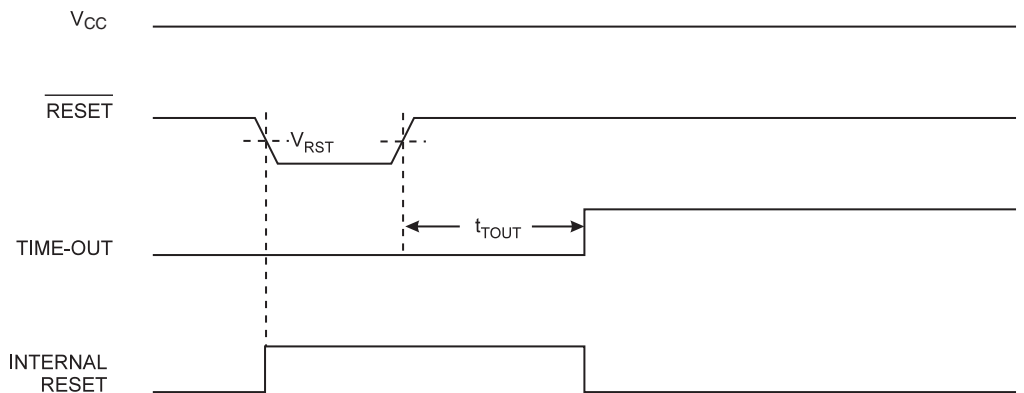 VCC
RESET
VRST
tTOUT
TIME-OUT
INTERNAL
RESET